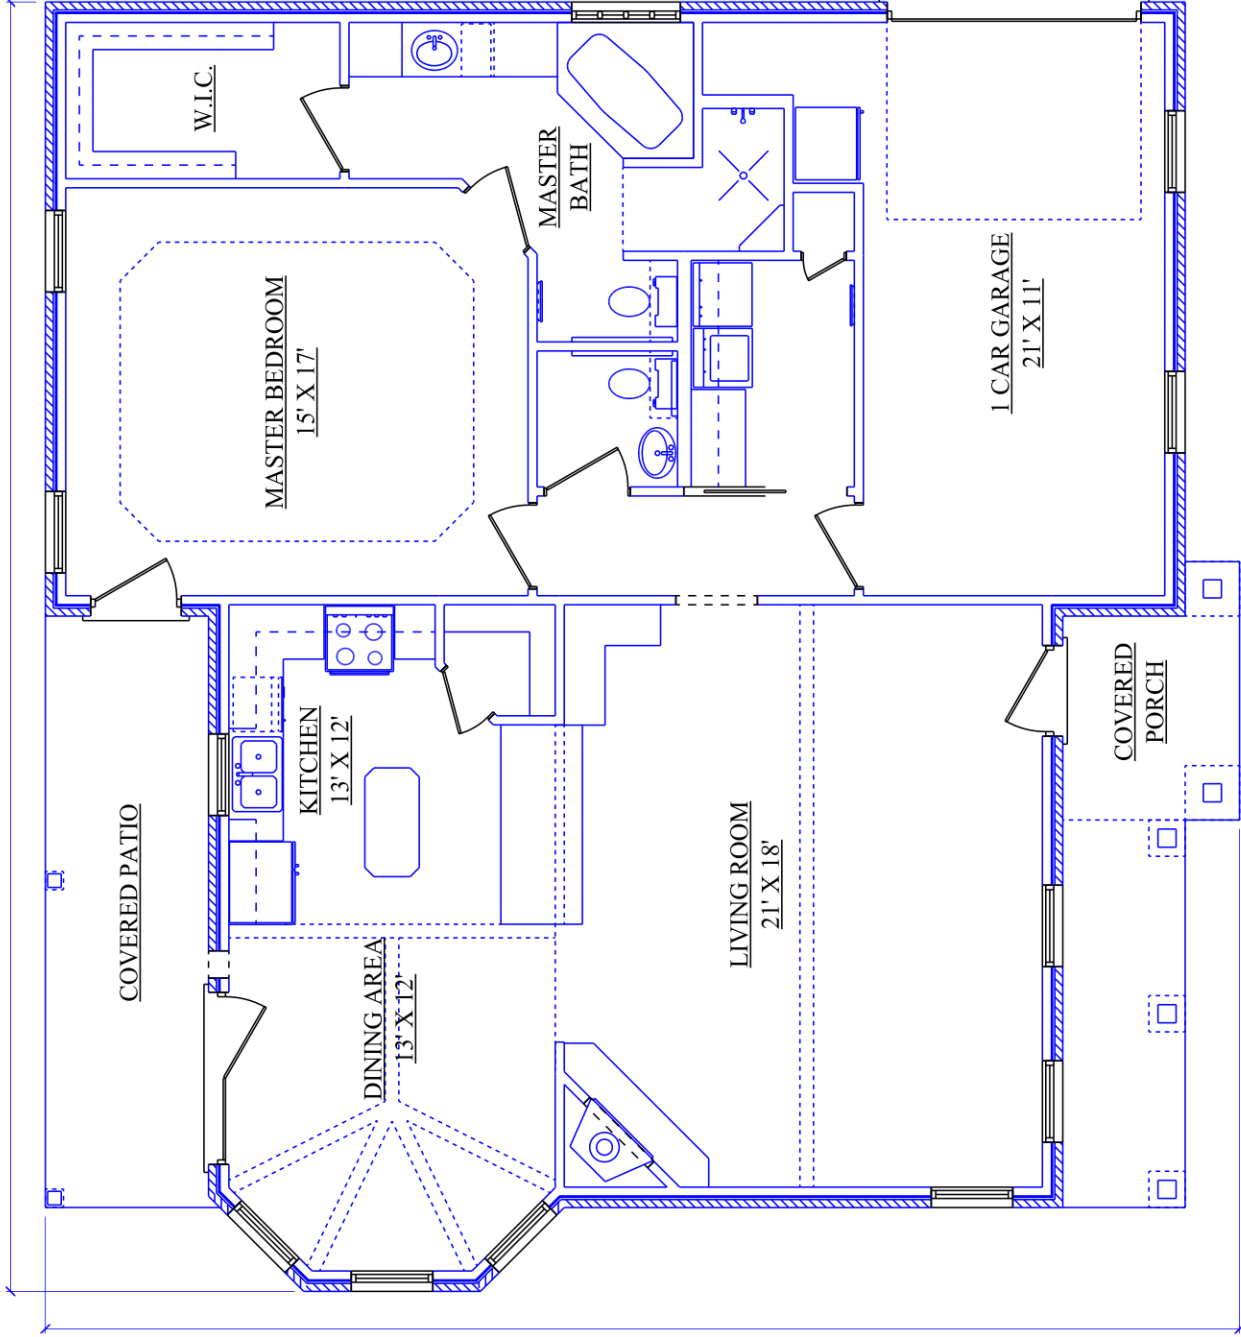 W.I.C.
MASTER
BATH
MASTER BEDROOM
15' X 17'
1 CAR GARAGE
21' X 11'
COVERED
PORCH
KITCHEN
13' X 12'
COVERED PATIO
LIVING ROOM
21' X 18'
DINING AREA
13' X 12'